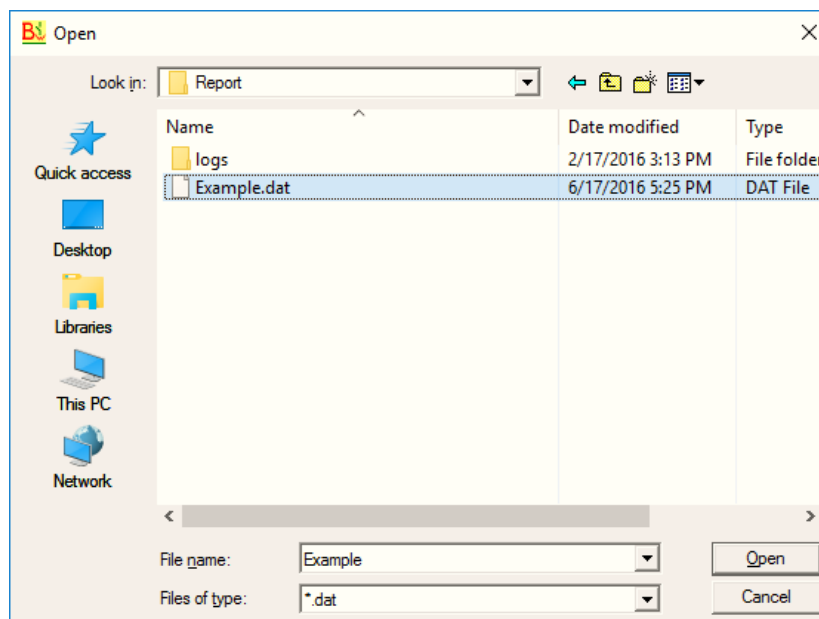 Open
Look in: Report
Name Date modified Type
logs 2/17/2016 3:13 PM File folder
Example.dat 6/17/2016 5:25 PM DAT File
Quick access
Desktop
Libraries
This PC
Network
File name: Example Open
Files of type: *.dat Cancel